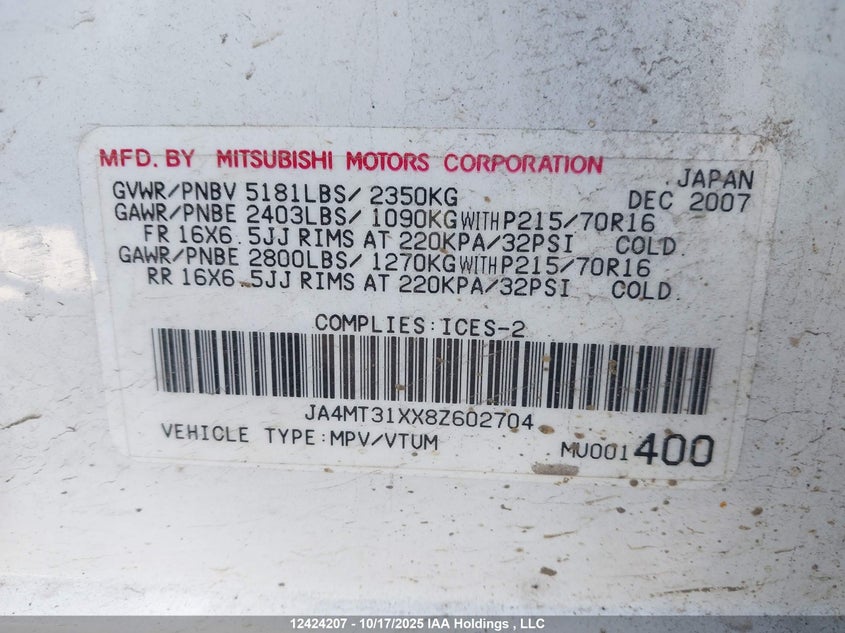 MFD. BY MITSUBISHI MOTORS CORPORATION
JAPAN
GVWR/PNBV 5181LBS/ 2350KG DEC 2007
GAWR/PNBE 2403LBS/ 1090KG WITH P215/70R16
FR 16X6.5JJ RIMS AT 220KPA/32PSI COLD.
GAWR/PNBE 2800LBS/ 1270KG WITH P215/70R16
RR 16X6.5JJ RIMS AT 220KPA/32PSI COLD.
COMPLIES:ICES-2
JA4MT31XX8Z602704
VEHICLE TYPE:MPV/VTUM MU001400
12424207 - 10/17/2025 IAA Holdings , LLC